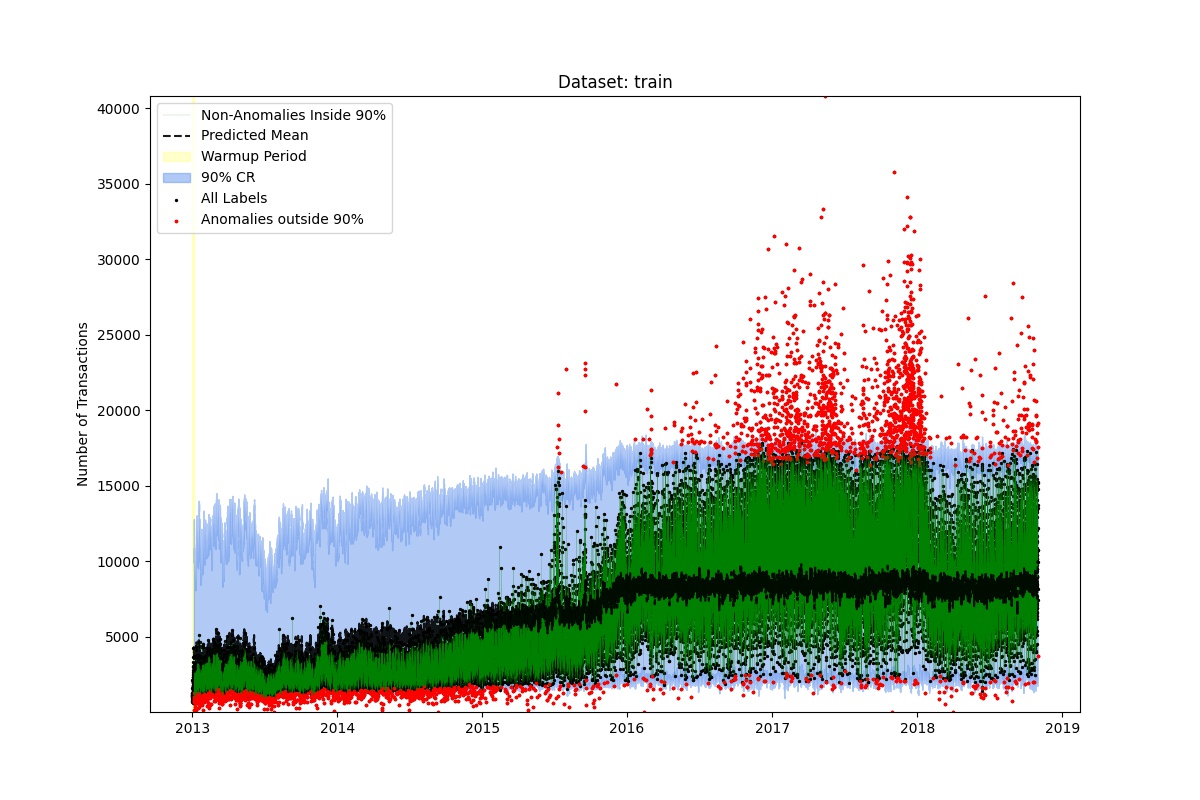 Dataset: train
Number of Transactions
40000
35000
30000
25000
20000
15000
10000
5000
Non-Anomalies Inside 90%
Predicted Mean
Warmup Period
90% CR
All Labels
Anomalies outside 90%
2013 2014 2015 2016 2017 2018 2019